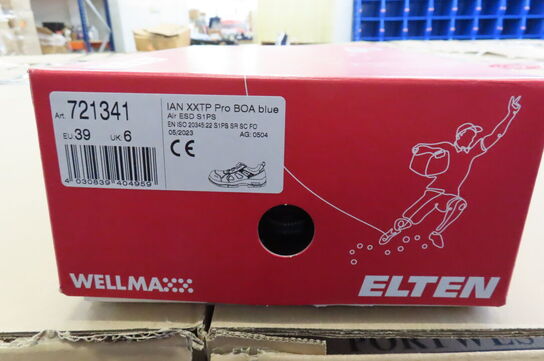 Art. 721341
EU 39 UK 6
4 030839 404959
IAN XXTP Pro BOA blue
Air ESD S1PS
EN ISO 20345:22 S1PS SR SC FO
05/2023 AG: 0504
CE
WELLMAXX
ELTEN
PORTWEST